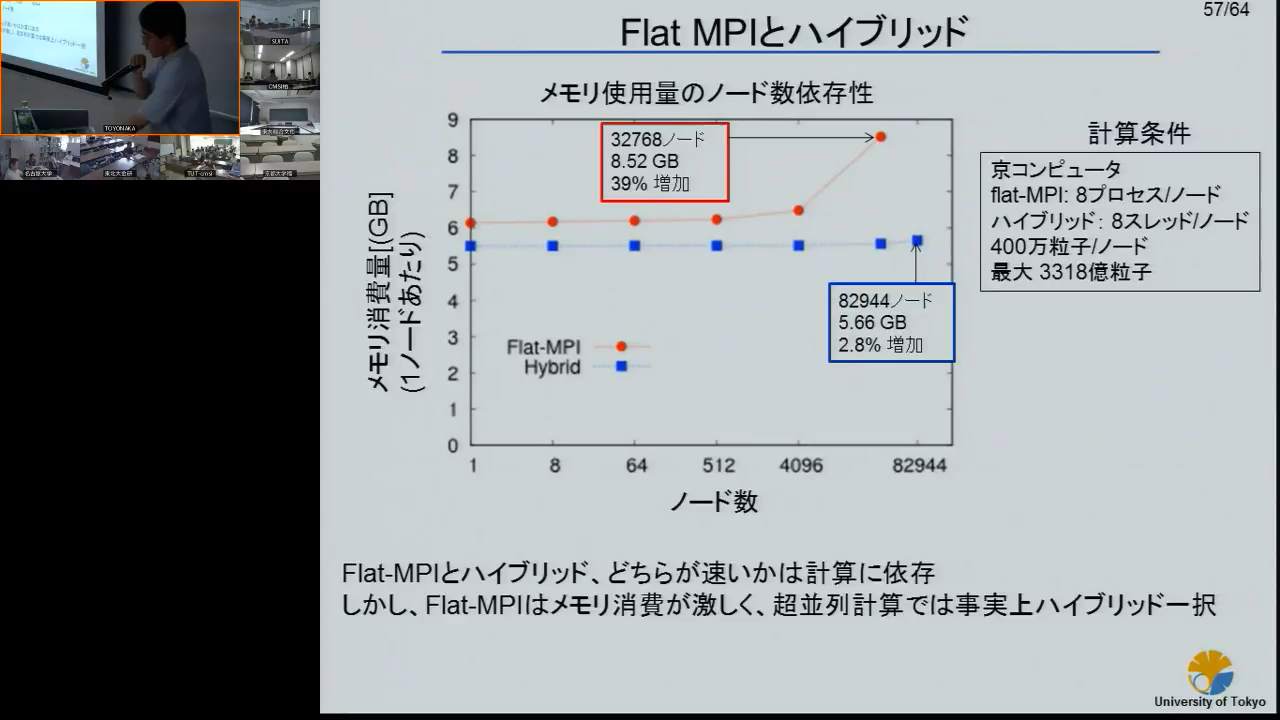 57/64
Flat MPIとハイブリッド
メモリ使用量のノード数依存性
メモリ消費量[(GB]
(1ノードあたり)
9
8
7
6
5
4
3
2
1
0
32768ノード
8.52 GB
39% 増加
82944ノード
5.66 GB
2.8% 増加
Flat-MPI
Hybrid
1
8
64
512
4096
82944
ノード数
計算条件
京コンピュータ
flat-MPI: 8プロセス/ノード
ハイブリッド: 8スレッド/ノード
400万粒子/ノード
最大 3318億粒子
Flat-MPIとハイブリッド、どちらが速いかは計算に依存
しかし、Flat-MPIはメモリ消費が激しく、超並列計算では事実上ハイブリッド一択
University of Tokyo
TOYONAKA
SUITA
名古屋大学
東北大金研